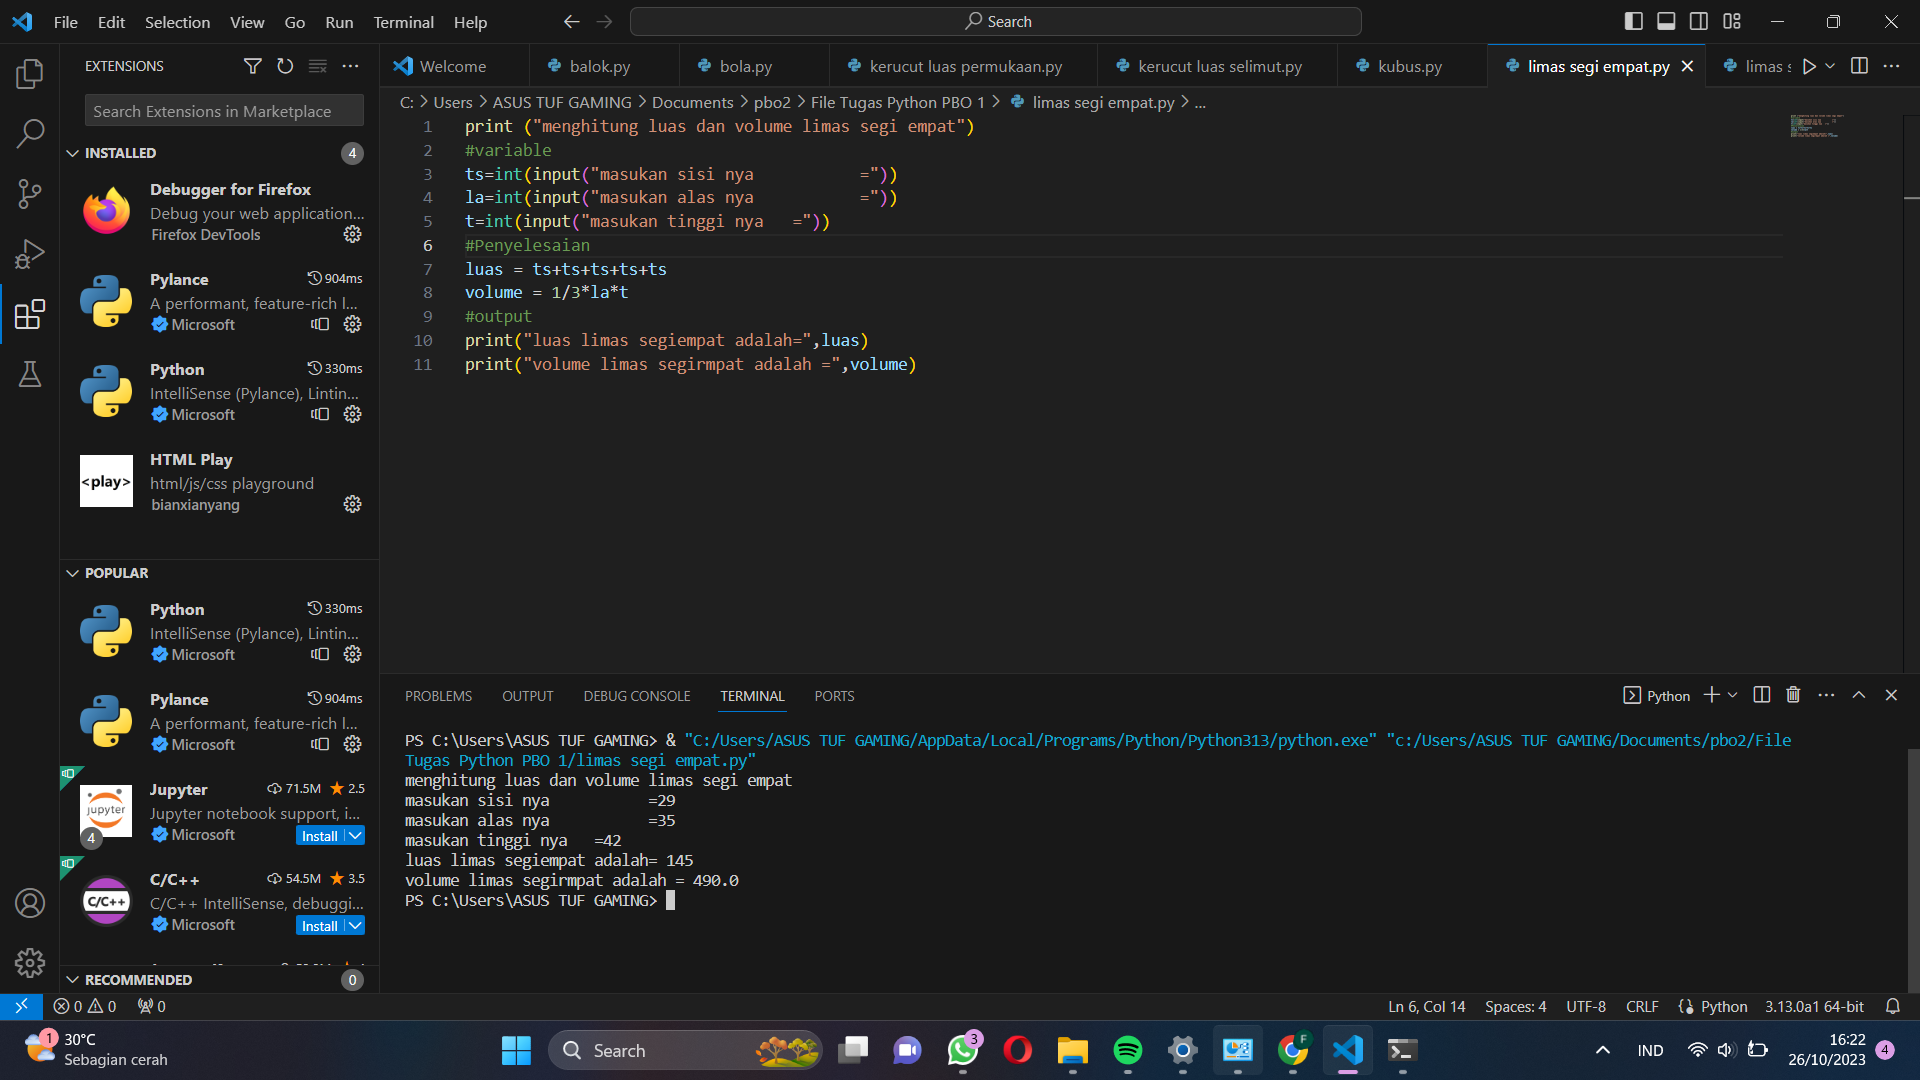 File Edit Selection View Go Run Terminal Help
Search
EXTENSIONS
Search Extensions in Marketplace
INSTALLED 4
Debugger for Firefox
Debug your web application...
Firefox DevTools
Pylance 904ms
A performant, feature-rich l...
Microsoft
Python 330ms
IntelliSense (Pylance), Lintin...
Microsoft
<play>
HTML Play
html/js/css playground
bianxianyang
POPULAR
Python 330ms
IntelliSense (Pylance), Lintin...
Microsoft
Pylance 904ms
A performant, feature-rich l...
Microsoft
Jupyter 71.5M 2.5
Jupyter notebook support, i...
Microsoft Install
jupyter
4
C/C++ 54.5M 3.5
C/C++ IntelliSense, debuggi...
Microsoft Install
C/C++
RECOMMENDED 0
Welcome balok.py bola.py kerucut luas permukaan.py kerucut luas selimut.py kubus.py limas segi empat.py limas s
C: > Users > ASUS TUF GAMING > Documents > pbo2 > File Tugas Python PBO 1 > limas segi empat.py > ...
1 print ("menghitung luas dan volume limas segi empat")
2 #variable
3 ts=int(input("masukan sisi nya           ="))
4 la=int(input("masukan alas nya           ="))
5 t=int(input("masukan tinggi nya   ="))
6 #Penyelesaian
7 luas = ts+ts+ts+ts+ts
8 volume = 1/3*la*t
9 #output
10 print("luas limas segiempat adalah=",luas)
11 print("volume limas segirmpat adalah =",volume)
PROBLEMS OUTPUT DEBUG CONSOLE TERMINAL PORTS
Python
PS C:\Users\ASUS TUF GAMING> & "C:/Users/ASUS TUF GAMING/AppData/Local/Programs/Python/Python313/python.exe" "c:/Users/ASUS TUF GAMING/Documents/pbo2/File
Tugas Python PBO 1/limas segi empat.py"
menghitung luas dan volume limas segi empat
masukan sisi nya           =29
masukan alas nya           =35
masukan tinggi nya   =42
luas limas segiempat adalah= 145
volume limas segirmpat adalah = 490.0
PS C:\Users\ASUS TUF GAMING>
0 0 0
Ln 6, Col 14 Spaces: 4 UTF-8 CRLF {} Python 3.13.0a1 64-bit
1
30°C
Sebagian cerah
Search
3
F
IND
16:22
26/10/2023
4